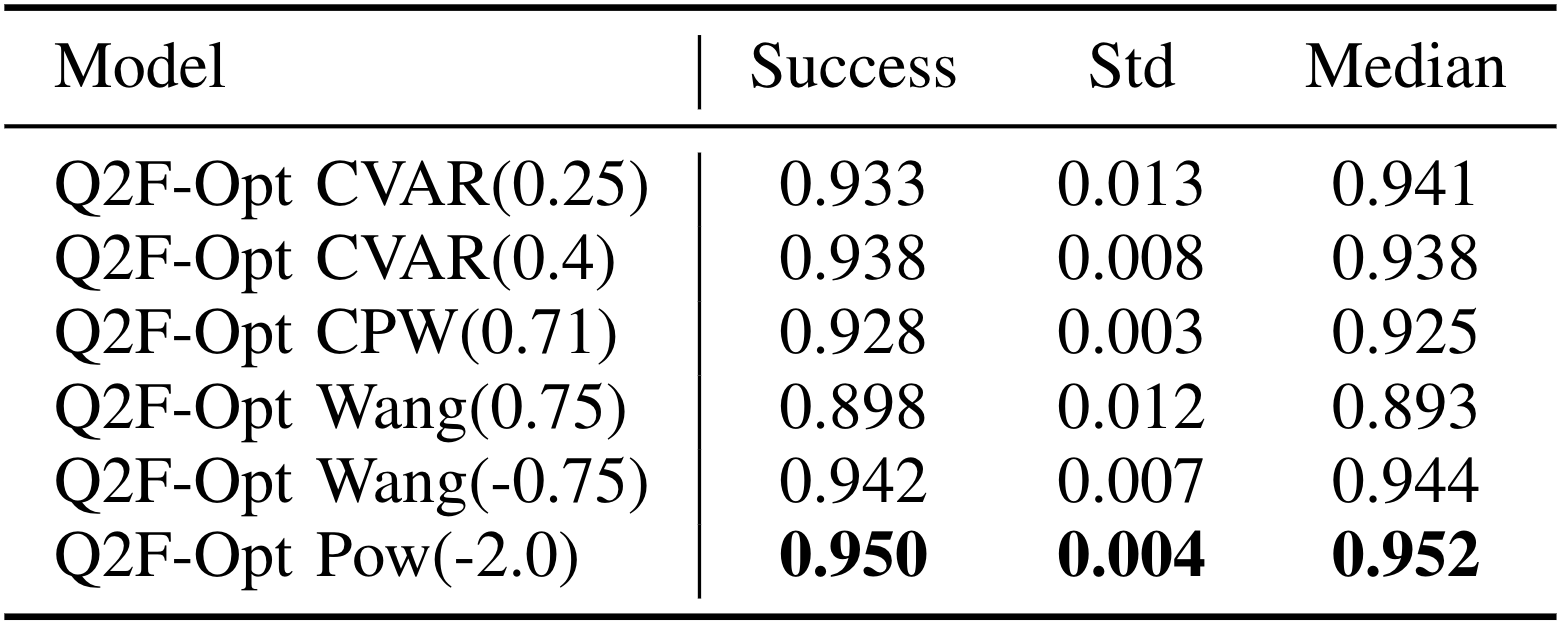 Model Success Std Median
Q2F-Opt CVAR(0.25) 0.933 0.013 0.941
Q2F-Opt CVAR(0.4) 0.938 0.008 0.938
Q2F-Opt CPW(0.71) 0.928 0.003 0.925
Q2F-Opt Wang(0.75) 0.898 0.012 0.893
Q2F-Opt Wang(-0.75) 0.942 0.007 0.944
Q2F-Opt Pow(-2.0) 0.950 0.004 0.952